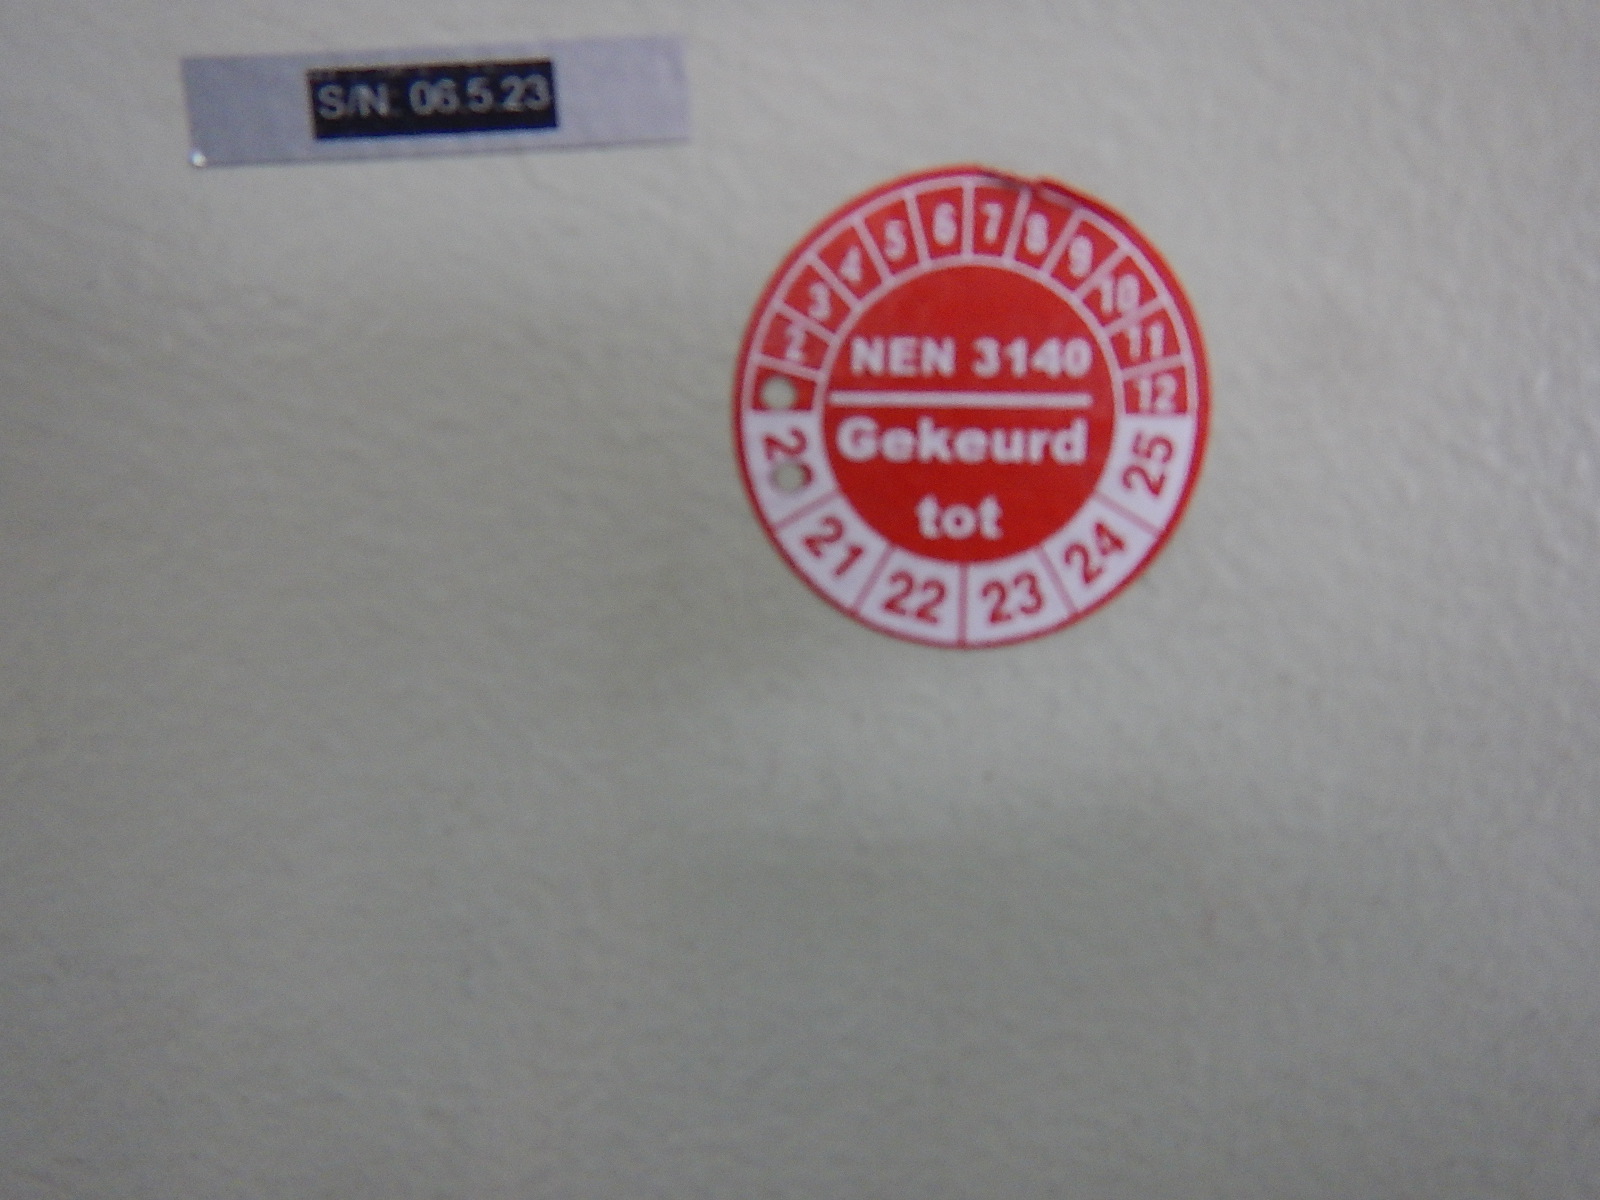 S/N: 06.5.23
2 3 4 5 6 7 8 9 10 11 12
NEN 3140
Gekeurd
tot
20 21 22 23 24 25